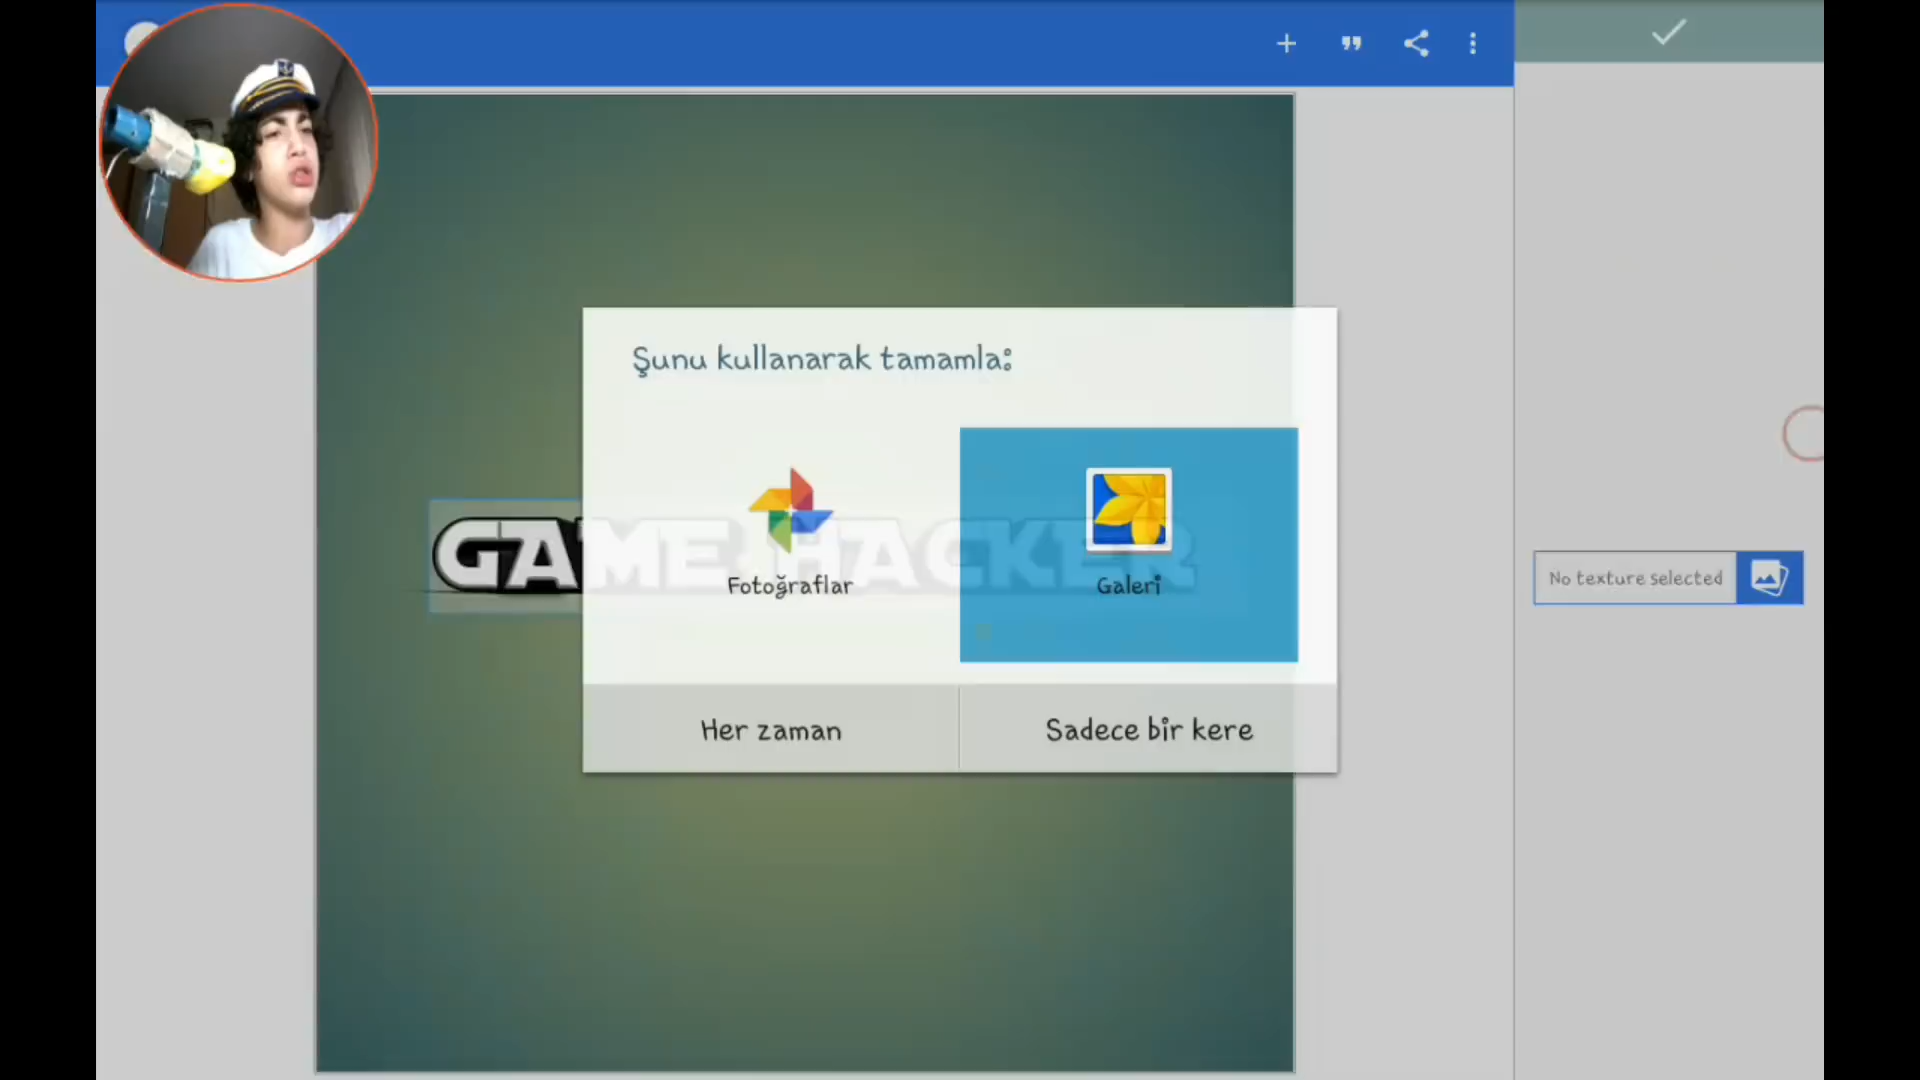 Şunu kullanarak tamamla:
GAME HACKER
Fotoğraflar
Galeri
No texture selected
Her zaman
Sadece bir kere